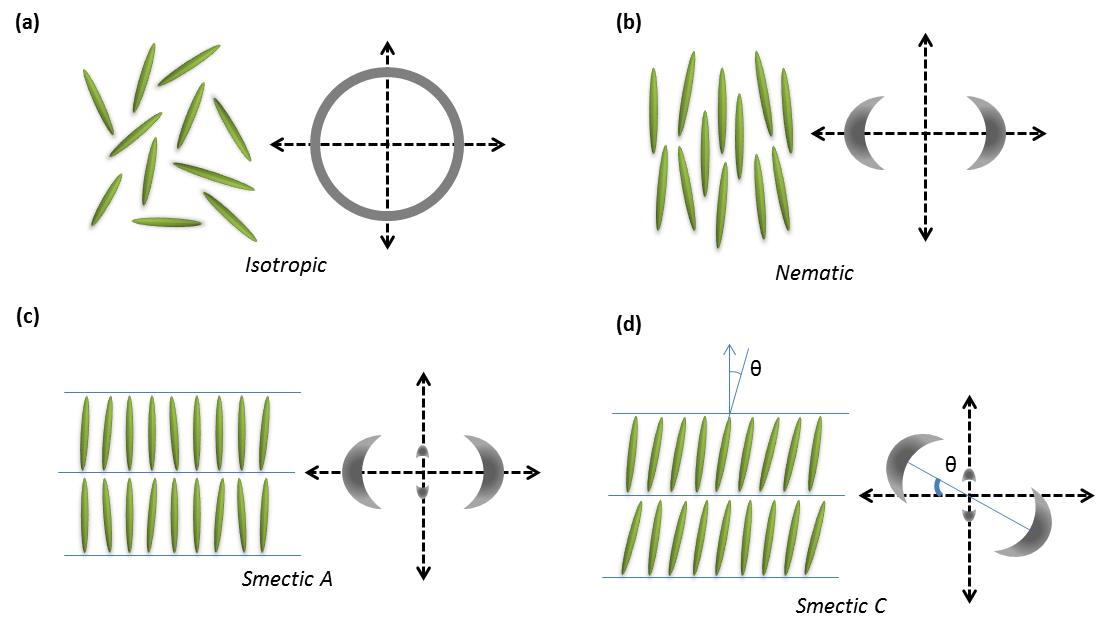 (a)
Isotropic
(b)
Nematic
(c)
Smectic A
(d)
θ
θ
Smectic C